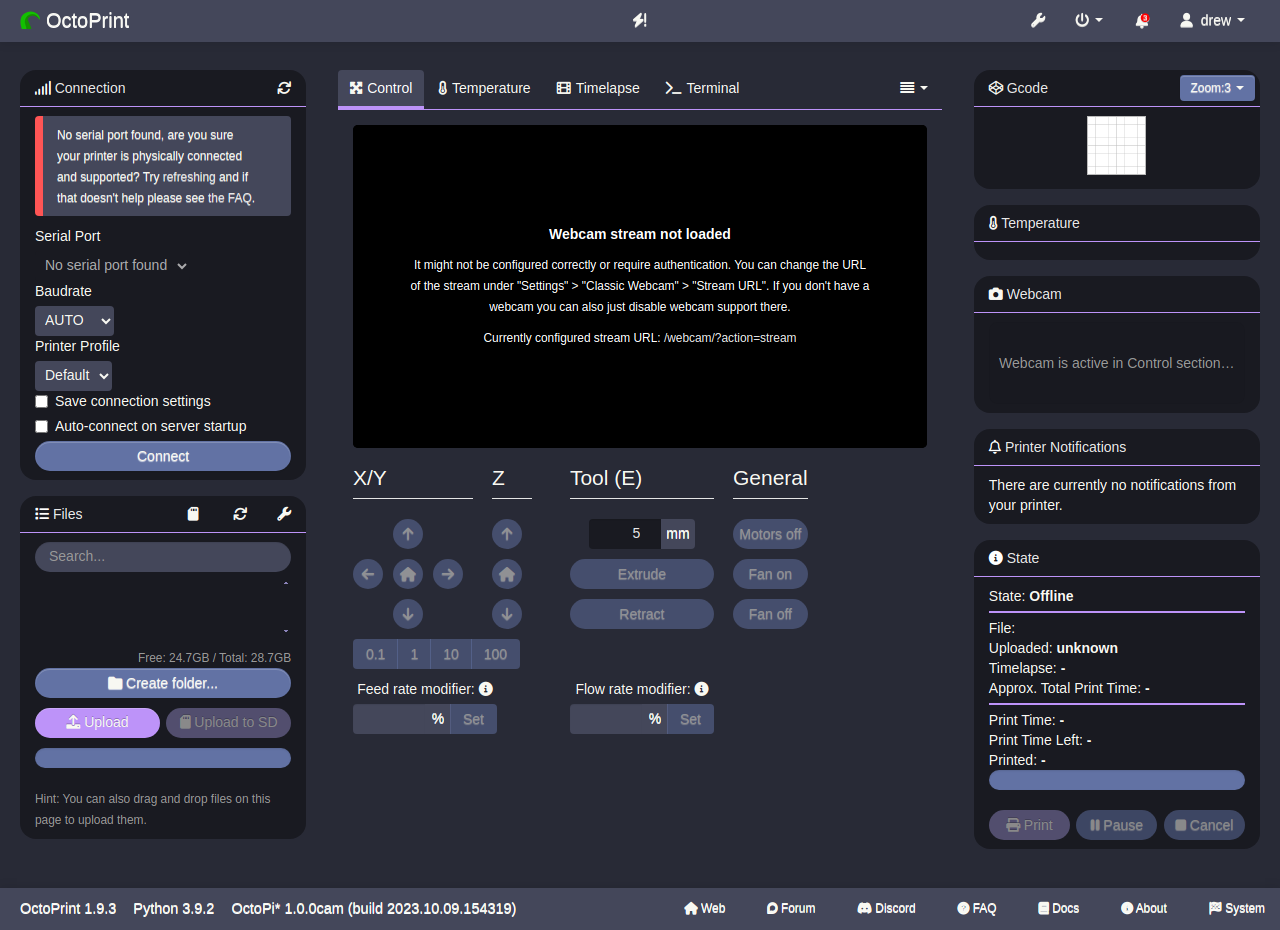 OctoPrint
3
drew
Connection
No serial port found, are you sure
your printer is physically connected
and supported? Try refreshing and if
that doesn't help please see the FAQ.
Serial Port
No serial port found
Baudrate
AUTO
Printer Profile
Default
Save connection settings
Auto-connect on server startup
Connect
Files
Search...
Free: 24.7GB / Total: 28.7GB
Create folder...
Upload
Upload to SD
Hint: You can also drag and drop files on this
page to upload them.
Control
Temperature
Timelapse
Terminal
Webcam stream not loaded
It might not be configured correctly or require authentication. You can change the URL
of the stream under "Settings" > "Classic Webcam" > "Stream URL". If you don't have a
webcam you can also just disable webcam support there.
Currently configured stream URL: /webcam/?action=stream
X/Y
Z
Tool (E)
General
5 mm
Motors off
Extrude
Fan on
Retract
Fan off
0.1 1 10 100
Feed rate modifier:
Flow rate modifier:
% Set
% Set
Gcode
Zoom:3
Temperature
Webcam
Webcam is active in Control section…
Printer Notifications
There are currently no notifications from
your printer.
State
State: Offline
File:
Uploaded: unknown
Timelapse: -
Approx. Total Print Time: -
Print Time: -
Print Time Left: -
Printed: -
Print
Pause
Cancel
OctoPrint 1.9.3 Python 3.9.2 OctoPi* 1.0.0cam (build 2023.10.09.154319)
Web Forum Discord FAQ Docs About System